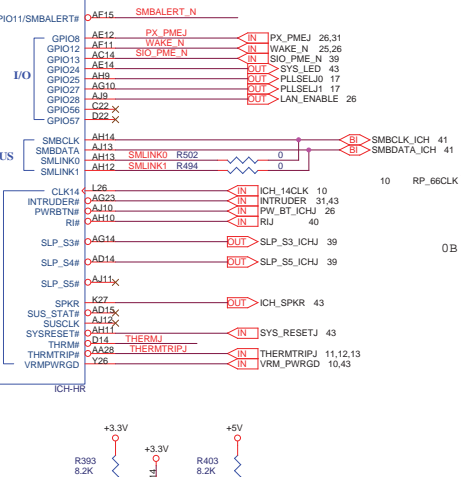 PIO11/SMBALERT# AF15 SMBALERT_N
GPIO8 AE12 PX_PMEJ IN PX_PMEJ 26,31
GPIO12 AF11 WAKE_N IN WAKE_N 25,26
GPIO13 AC14 SIO_PME_N IN SIO_PME_N 39
GPIO24 AE14 OUT SYS_LED 43
I/O GPIO25 AH9 OUT PLLSELJ0 17
GPIO27 AG10 OUT PLLSELJ1 17
GPIO28 AJ9 OUT LAN_ENABLE 26
GPIO56 C22
GPIO57 D22
SMBCLK AH14 BI SMBCLK_ICH 41
US SMBDATA AJ13 BI SMBDATA_ICH 41
SMLINK0 AH13 SMLINK0 R502 0
SMLINK1 AH12 SMLINK1 R494 0
10 RP_66CLK
CLK14 L26 IN ICH_14CLK 10
INTRUDER# AG23 IN INTRUDER 31,43
PWRBTN# AJ10 IN PW_BT_ICHJ 26
RI# AH10 IN RIJ 40
SLP_S3# AG14 OUT SLP_S3_ICHJ 39
0B
SLP_S4# AD14 OUT SLP_S5_ICHJ 39
SLP_S5# AJ11
SPKR K27 OUT ICH_SPKR 43
SUS_STAT# AD15
SUSCLK AJ12
SYSRESET# AH11 IN SYS_RESETJ 43
THRM# D14 THERMJ
THRMTRIP# AA28 THERMTRIPJ IN THERMTRIPJ 11,12,13
VRMPWRGD Y26 IN VRM_PWRGD 10,43
ICH-HR
+3.3V +5V
+3.3V
R393 R403
8.2K 8.2K